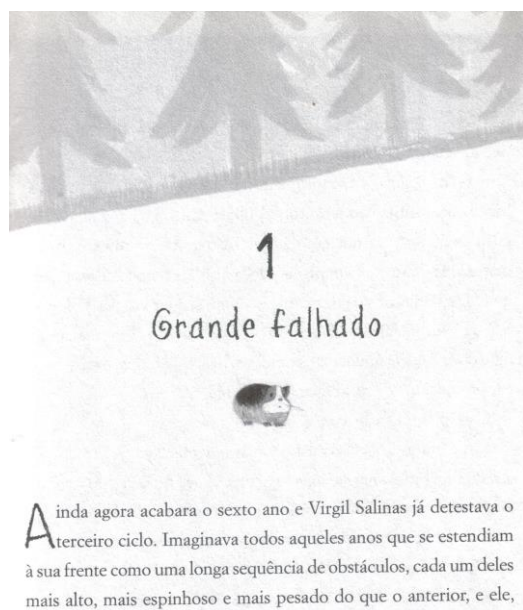 1
Grande falhado
Ainda agora acabara o sexto ano e Virgil Salinas já detestava o
terceiro ciclo. Imaginava todos aqueles anos que se estendiam
à sua frente como uma longa sequência de obstáculos, cada um deles
mais alto, mais espinhoso e mais pesado do que o anterior, e ele,